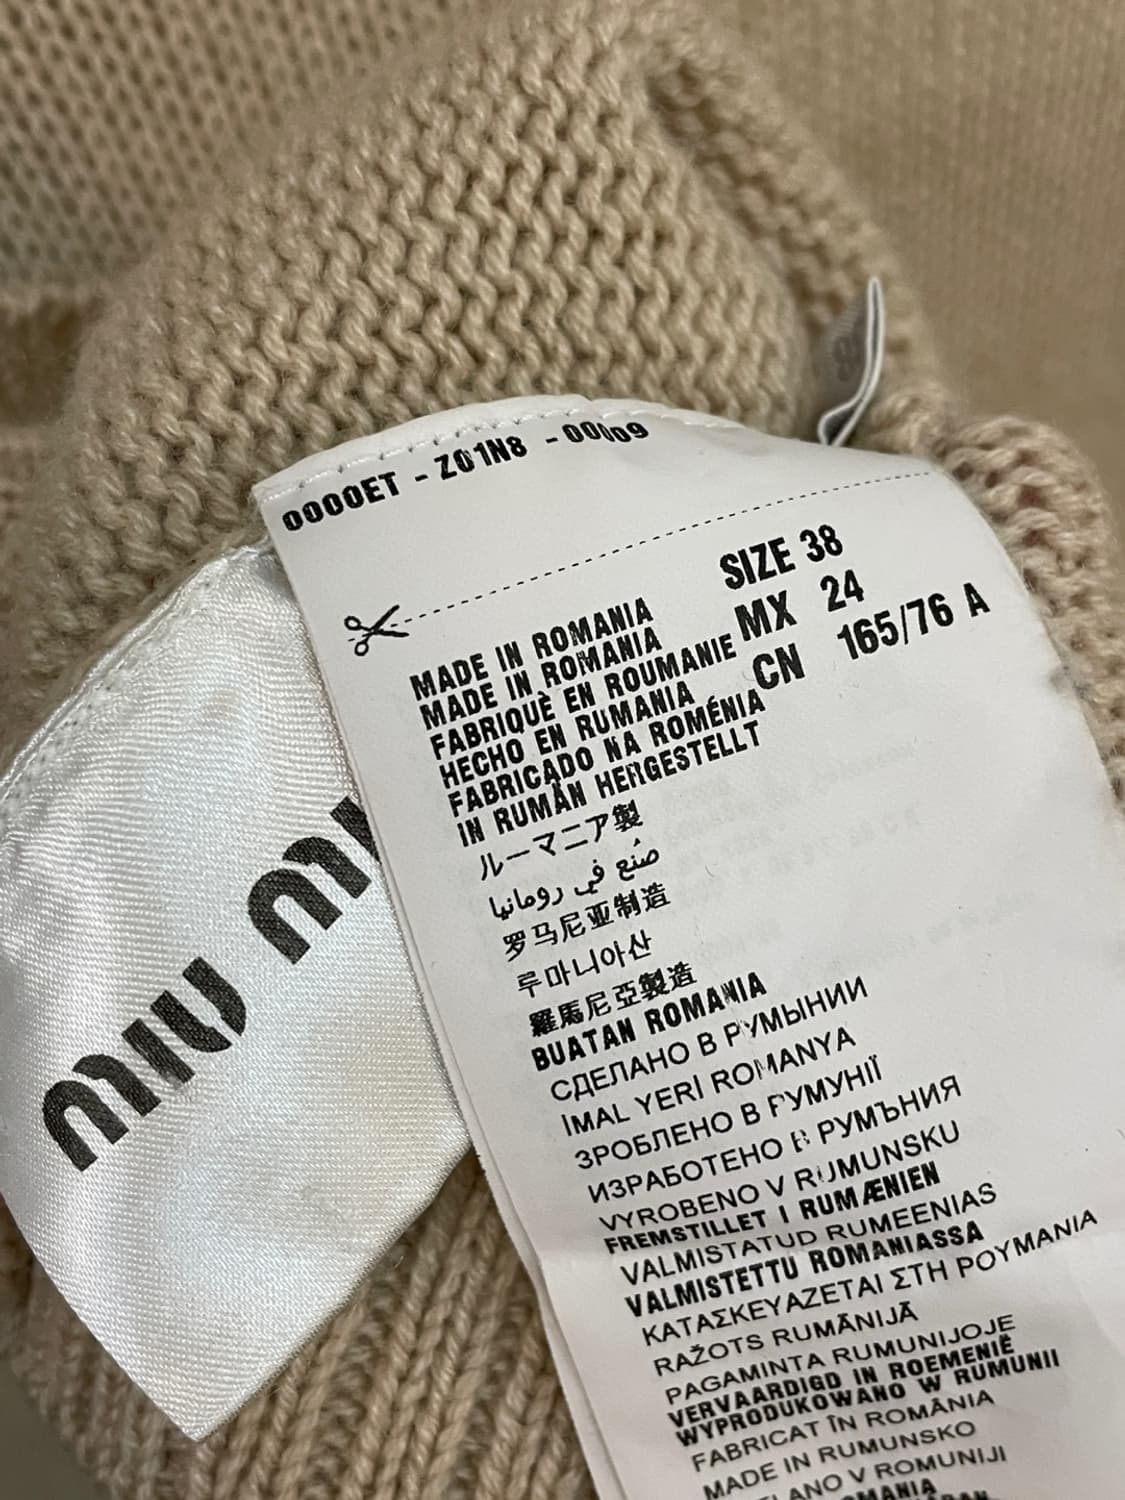 0000ET - Z01N8 - 00009
SIZE 38
MX 24
CN 165/76 A
MADE IN ROMANIA
MADE IN ROMANIA
FABRIQUÈ EN ROUMANIE
HECHO EN RUMANIA
FABRICADO NA ROMÉNIA
IN RUMÄN HERGESTELLT
ルーマニア製
صُنع في رومانيا
罗马尼亚制造
루마니아산
羅馬尼亞製造
BUATAN ROMANIA
СДЕЛАНО В РУМЫНИИ
İMAL YERİ ROMANYA
ЗРОБЛЕНО В РУМУНІЇ
ИЗРАБОТЕНО В РУМЪНИЯ
VYROBENO V RUMUNSKU
FREMSTILLET I RUMÆNIEN
VALMISTATUD RUMEENIAS
VALMISTETTU ROMANIASSA
ΚΑΤΑΣΚΕΥΑΖΕΤΑΙ ΣΤΗ ΡΟΥΜΑΝΙΑ
RAŽOTS RUMĀNIJĀ
PAGAMINTA RUMUNIJOJE
VERVAARDIGD IN ROEMENIË
WYPRODUKOWANO W RUMUNII
FABRICAT ÎN ROMÂNIA
MADE IN RUMUNSKO
V ROMUNIJI
miu miu